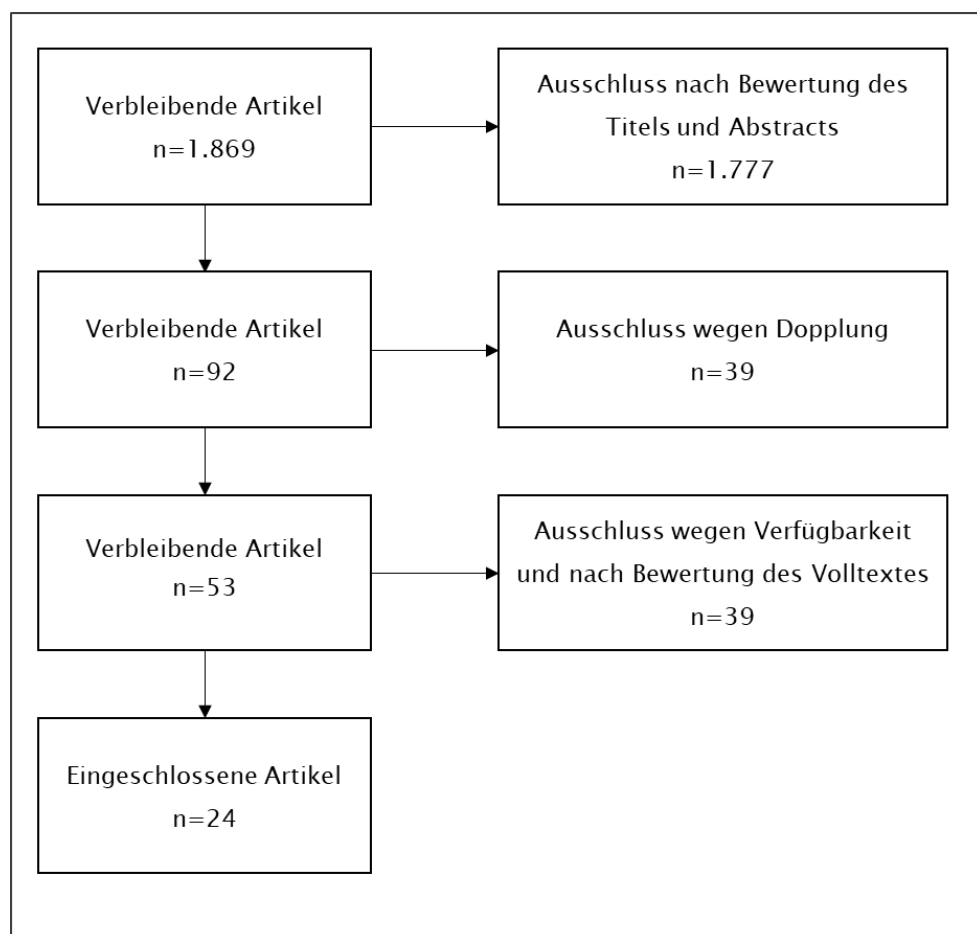 Verbleibende Artikel
n=1.869
Ausschluss nach Bewertung des
Titels und Abstracts
n=1.777
Verbleibende Artikel
n=92
Ausschluss wegen Dopplung
n=39
Verbleibende Artikel
n=53
Ausschluss wegen Verfügbarkeit
und nach Bewertung des Volltextes
n=39
Eingeschlossene Artikel
n=24